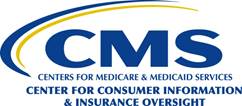 CMS
CENTERS FOR MEDICARE & MEDICAID SERVICES
CENTER FOR CONSUMER INFORMATION
& INSURANCE OVERSIGHT